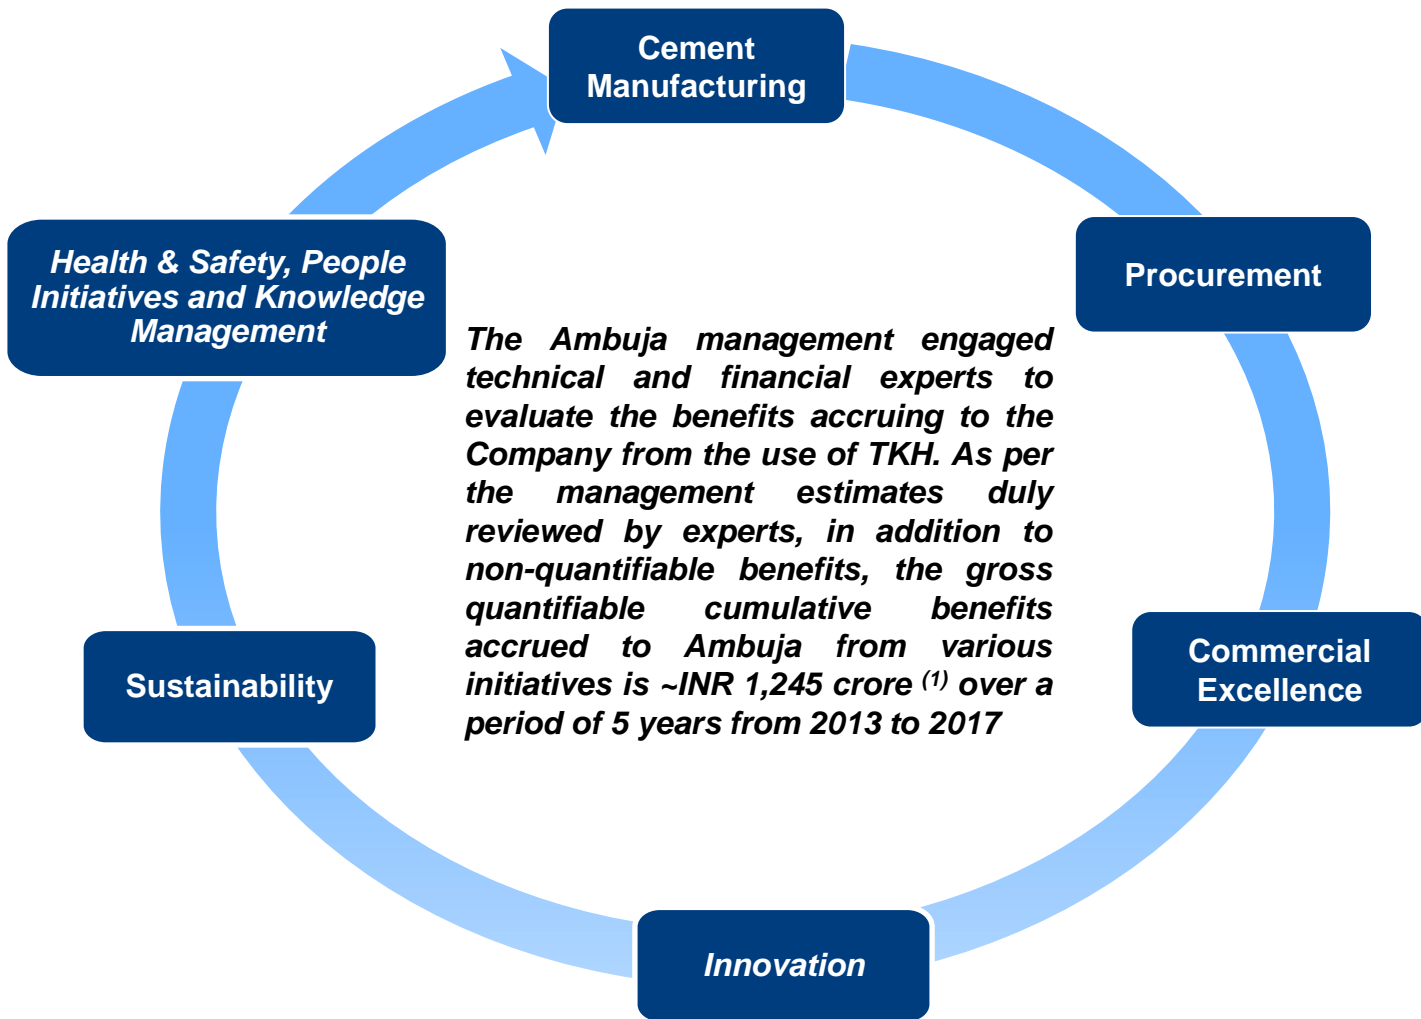 Cement
Manufacturing
Procurement
Health & Safety, People
Initiatives and Knowledge
Management
The Ambuja management engaged
technical and financial experts to
evaluate the benefits accruing to the
Company from the use of TKH. As per
the management estimates duly
reviewed by experts, in addition to
non-quantifiable benefits, the gross
quantifiable cumulative benefits
accrued to Ambuja from various
initiatives is ~INR 1,245 crore (1) over a
period of 5 years from 2013 to 2017
Commercial
Excellence
Sustainability
Innovation